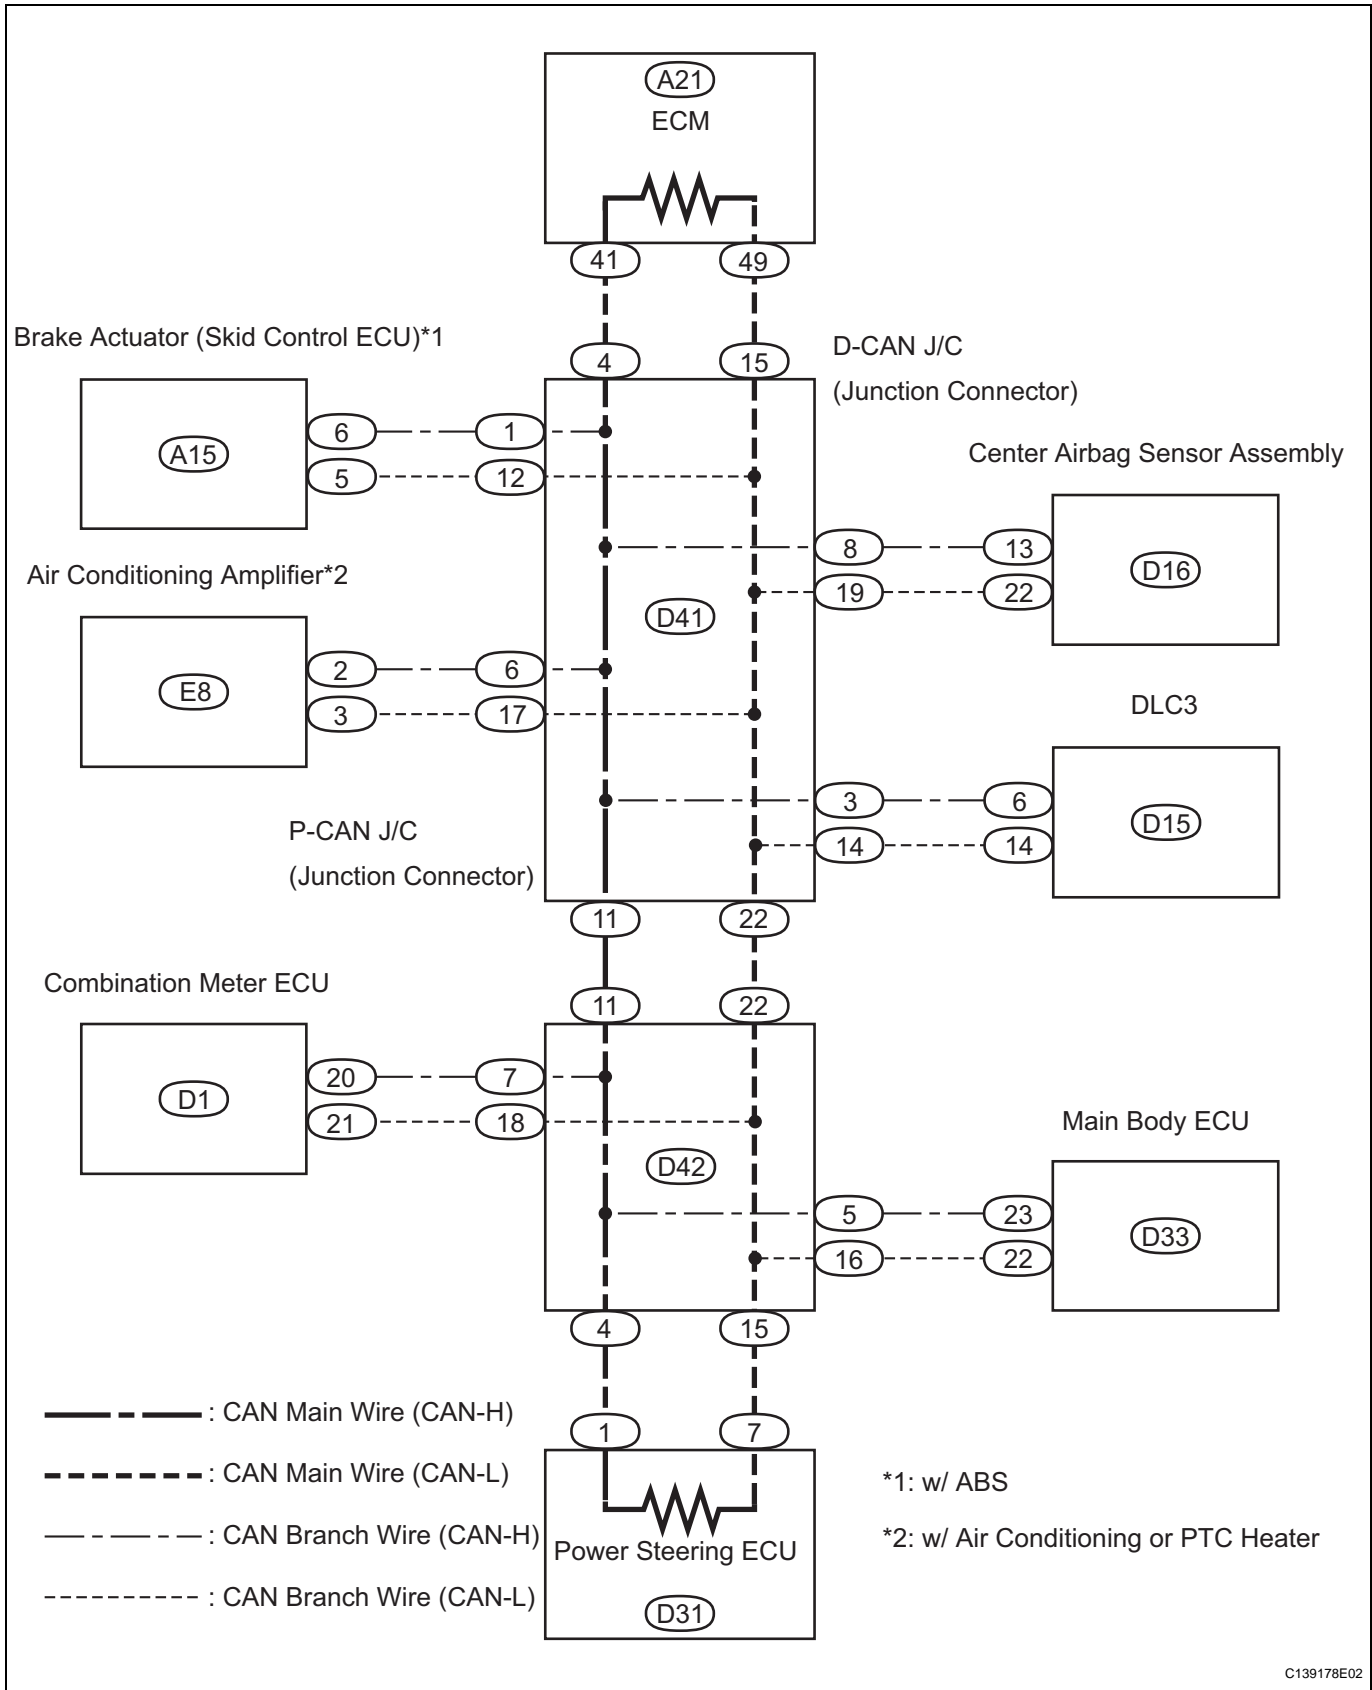 A21
ECM
41 49
Brake Actuator (Skid Control ECU)*1
4 15
D-CAN J/C
(Junction Connector)
6 1
A15
5 12
Center Airbag Sensor Assembly
8 13
Air Conditioning Amplifier*2
D16
19 22
D41
2 6
E8
3 17
DLC3
3 6
P-CAN J/C
D15
14 14
(Junction Connector)
11 22
Combination Meter ECU
11 22
20 7
D1
21 18
Main Body ECU
D42
5 23
D33
16 22
4 15
: CAN Main Wire (CAN-H)
1 7
: CAN Main Wire (CAN-L)
*1: w/ ABS
: CAN Branch Wire (CAN-H)
*2: w/ Air Conditioning or PTC Heater
Power Steering ECU
: CAN Branch Wire (CAN-L)
D31
C139178E02